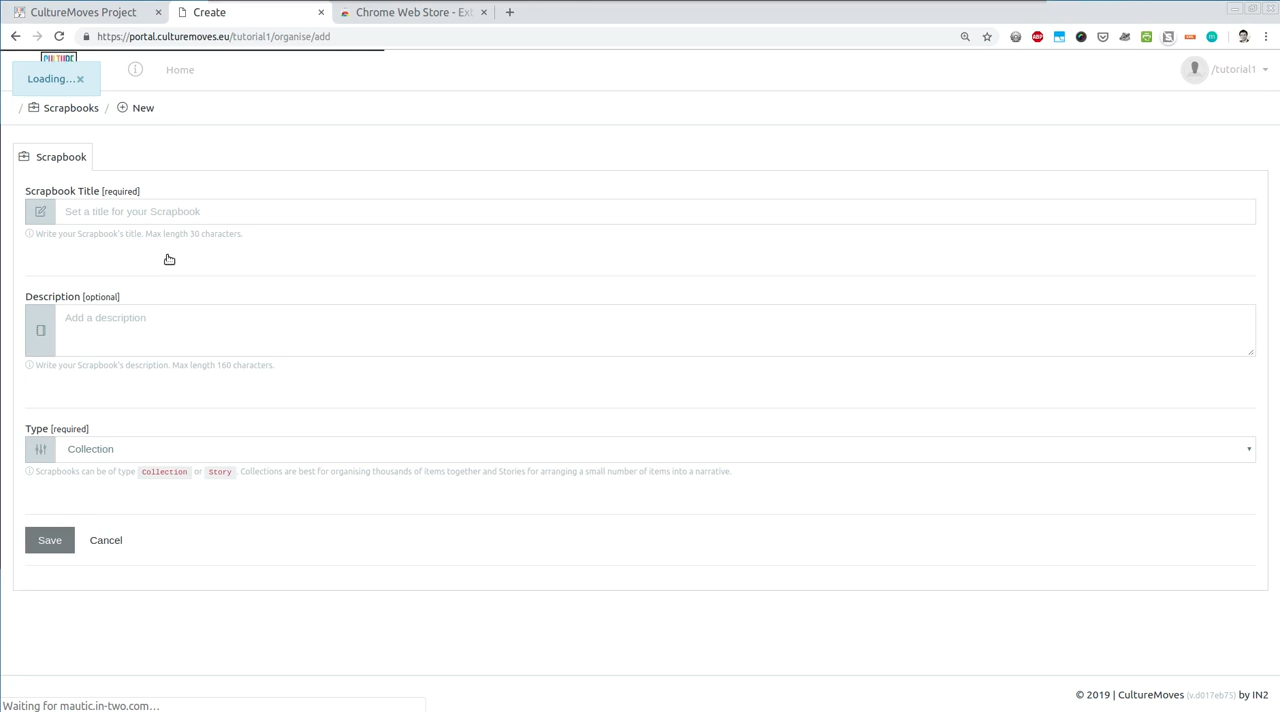 CultureMoves Project
Create
Chrome Web Store - Ext
https://portal.culturemoves.eu/tutorial1/organise/add
CULTURE
Loading...
Home
/tutorial1
/ Scrapbooks / New
Scrapbook
Scrapbook Title [required]
Set a title for your Scrapbook
Write your Scrapbook's title. Max length 30 characters.
Description [optional]
Add a description
Write your Scrapbook's description. Max length 160 characters.
Type [required]
Collection
Scrapbooks can be of type Collection or Story. Collections are best for organising thousands of items together and Stories for arranging a small number of items into a narrative.
Save Cancel
© 2019 | CultureMoves (v.d017eb75) by IN2
Waiting for mautic.in-two.com...